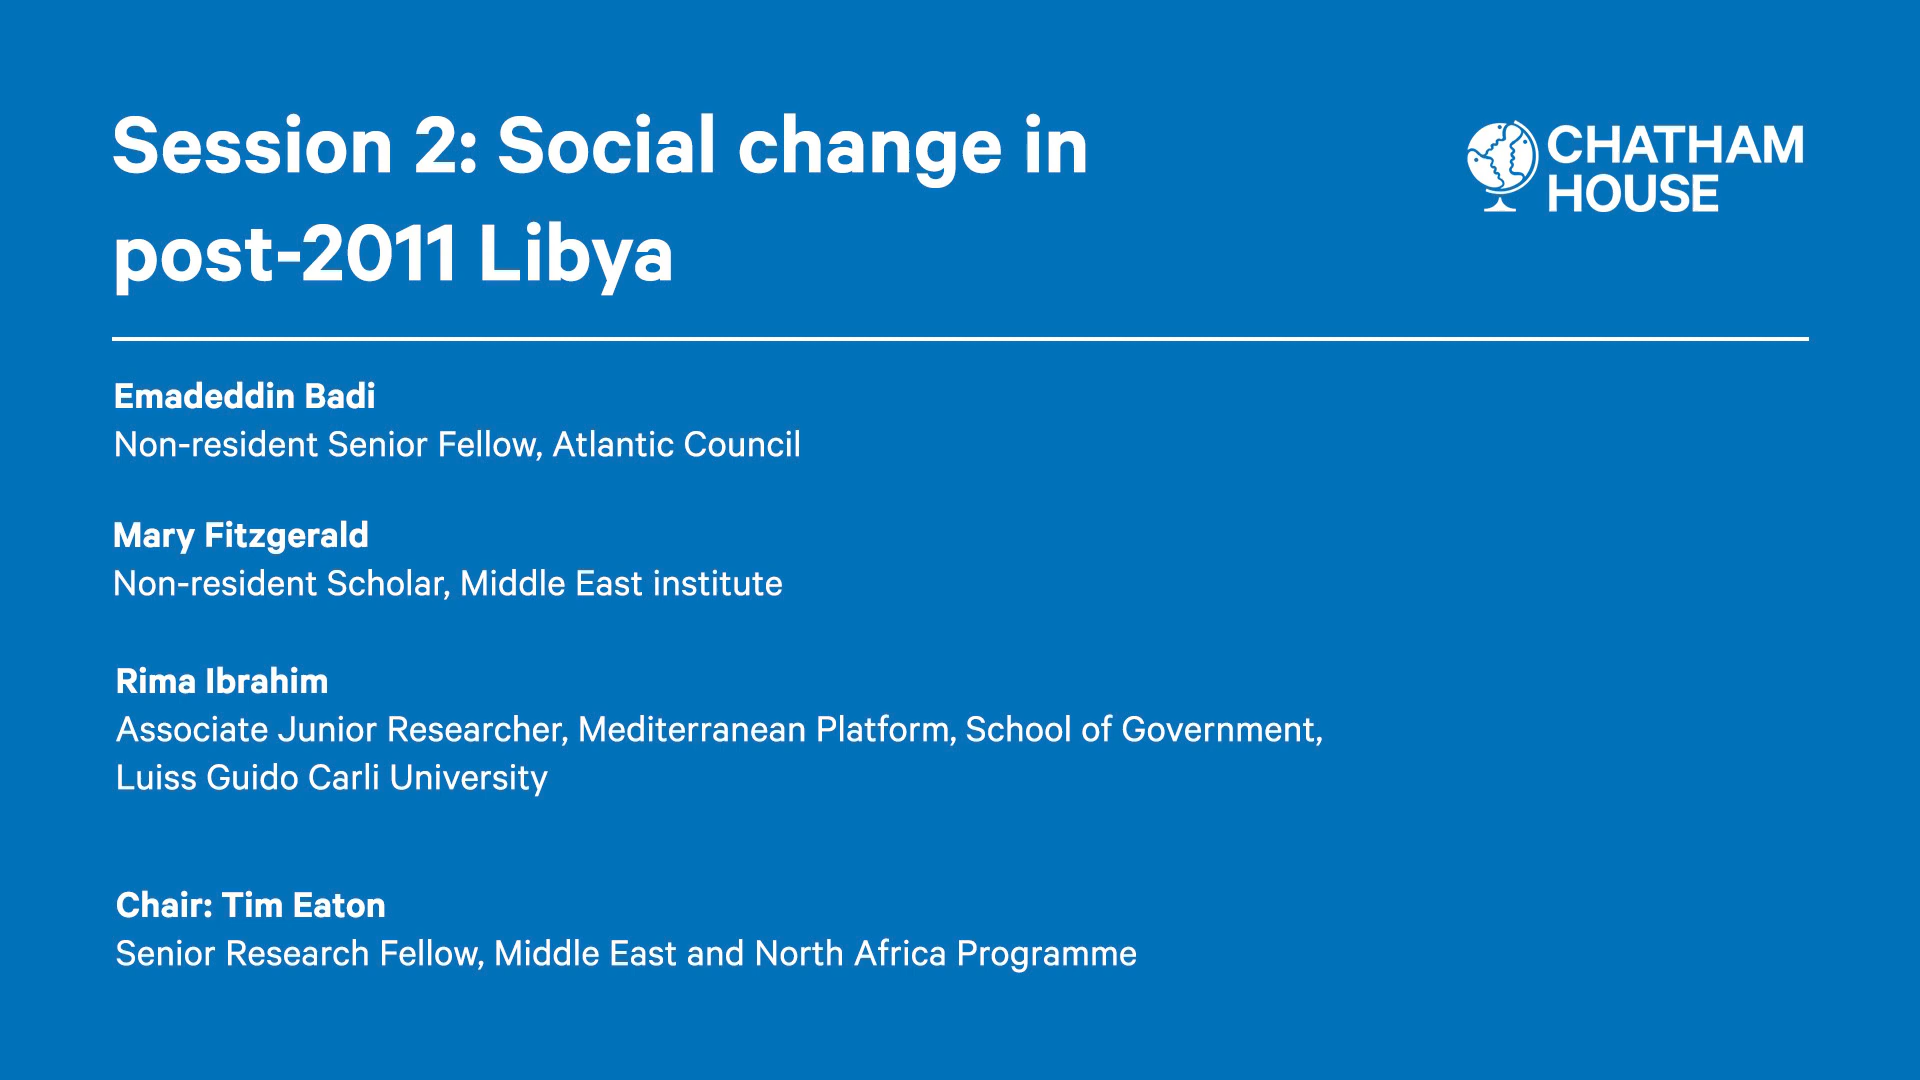 Session 2: Social change in
post-2011 Libya
CHATHAM
HOUSE
Emadeddin Badi
Non-resident Senior Fellow, Atlantic Council
Mary Fitzgerald
Non-resident Scholar, Middle East institute
Rima Ibrahim
Associate Junior Researcher, Mediterranean Platform, School of Government,
Luiss Guido Carli University
Chair: Tim Eaton
Senior Research Fellow, Middle East and North Africa Programme